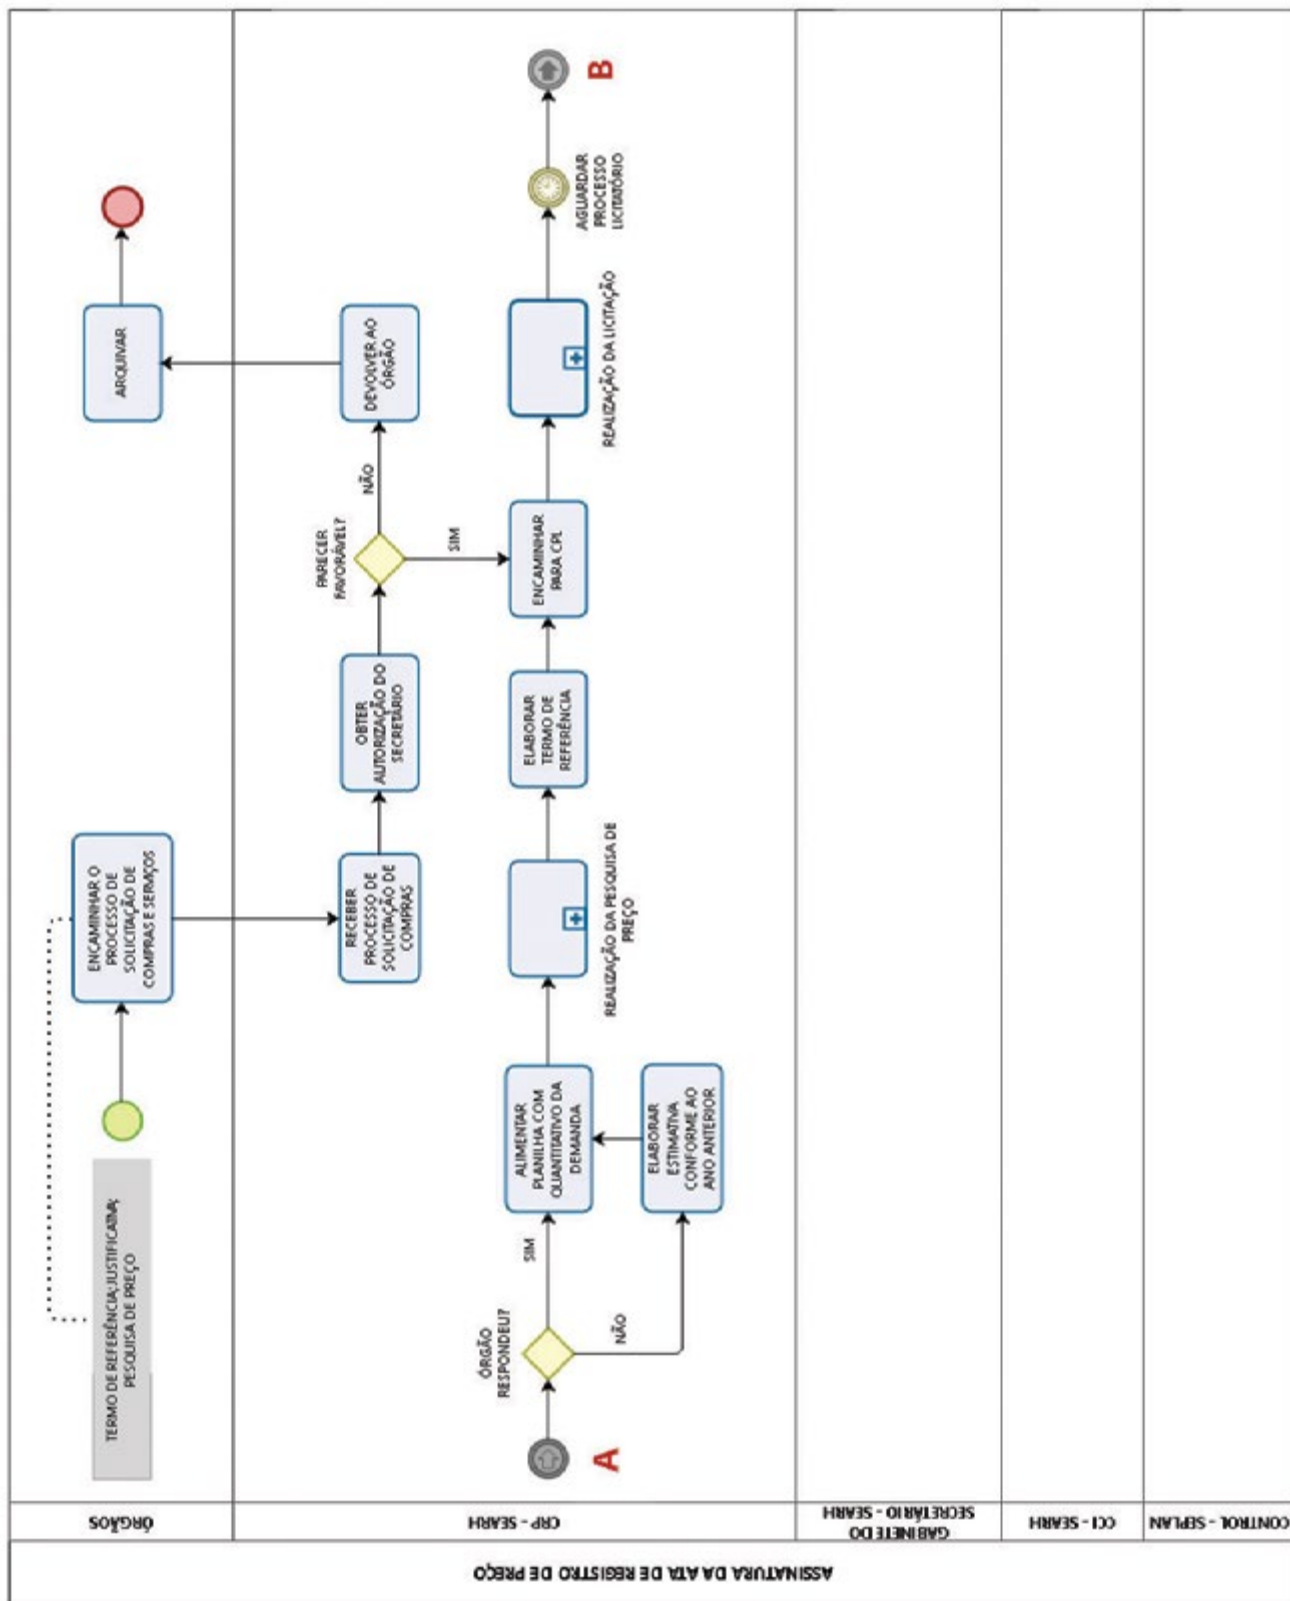 ASSINATURA DA ATA DE REGISTRO DE PREÇO
ÓRGÃOS
TERMO DE REFERÊNCIA; JUSTIFICATIVA;
PESQUISA DE PREÇO
ENCAMINHAR O
PROCESSO DE
SOLICITAÇÃO DE
COMPRAS E SERVIÇOS
ARQUIVAR
CRP - SEARH
RECEBER
PROCESSO DE
SOLICITAÇÃO DE
COMPRAS
OBTER
AUTORIZAÇÃO DO
SECRETÁRIO
PARECER
FAVORÁVEL?
NÃO
DEVOLVER AO
ÓRGÃO
SIM
A
ÓRGÃO
RESPONDEU?
SIM
NÃO
ALIMENTAR
PLANILHA COM
QUANTITATIVO DA
DEMANDA
ELABORAR
ESTIMATIVA
CONFORME AO
ANO ANTERIOR
REALIZAÇÃO DA PESQUISA DE
PREÇO
ELABORAR
TERMO DE
REFERÊNCIA
ENCAMINHAR
PARA CPL
REALIZAÇÃO DA LICITAÇÃO
AGUARDAR
PROCESSO
LICITATÓRIO
B
GABINETE DO
SECRETÁRIO - SEARH
CCI - SEARH
CONTROL - SEPLAN